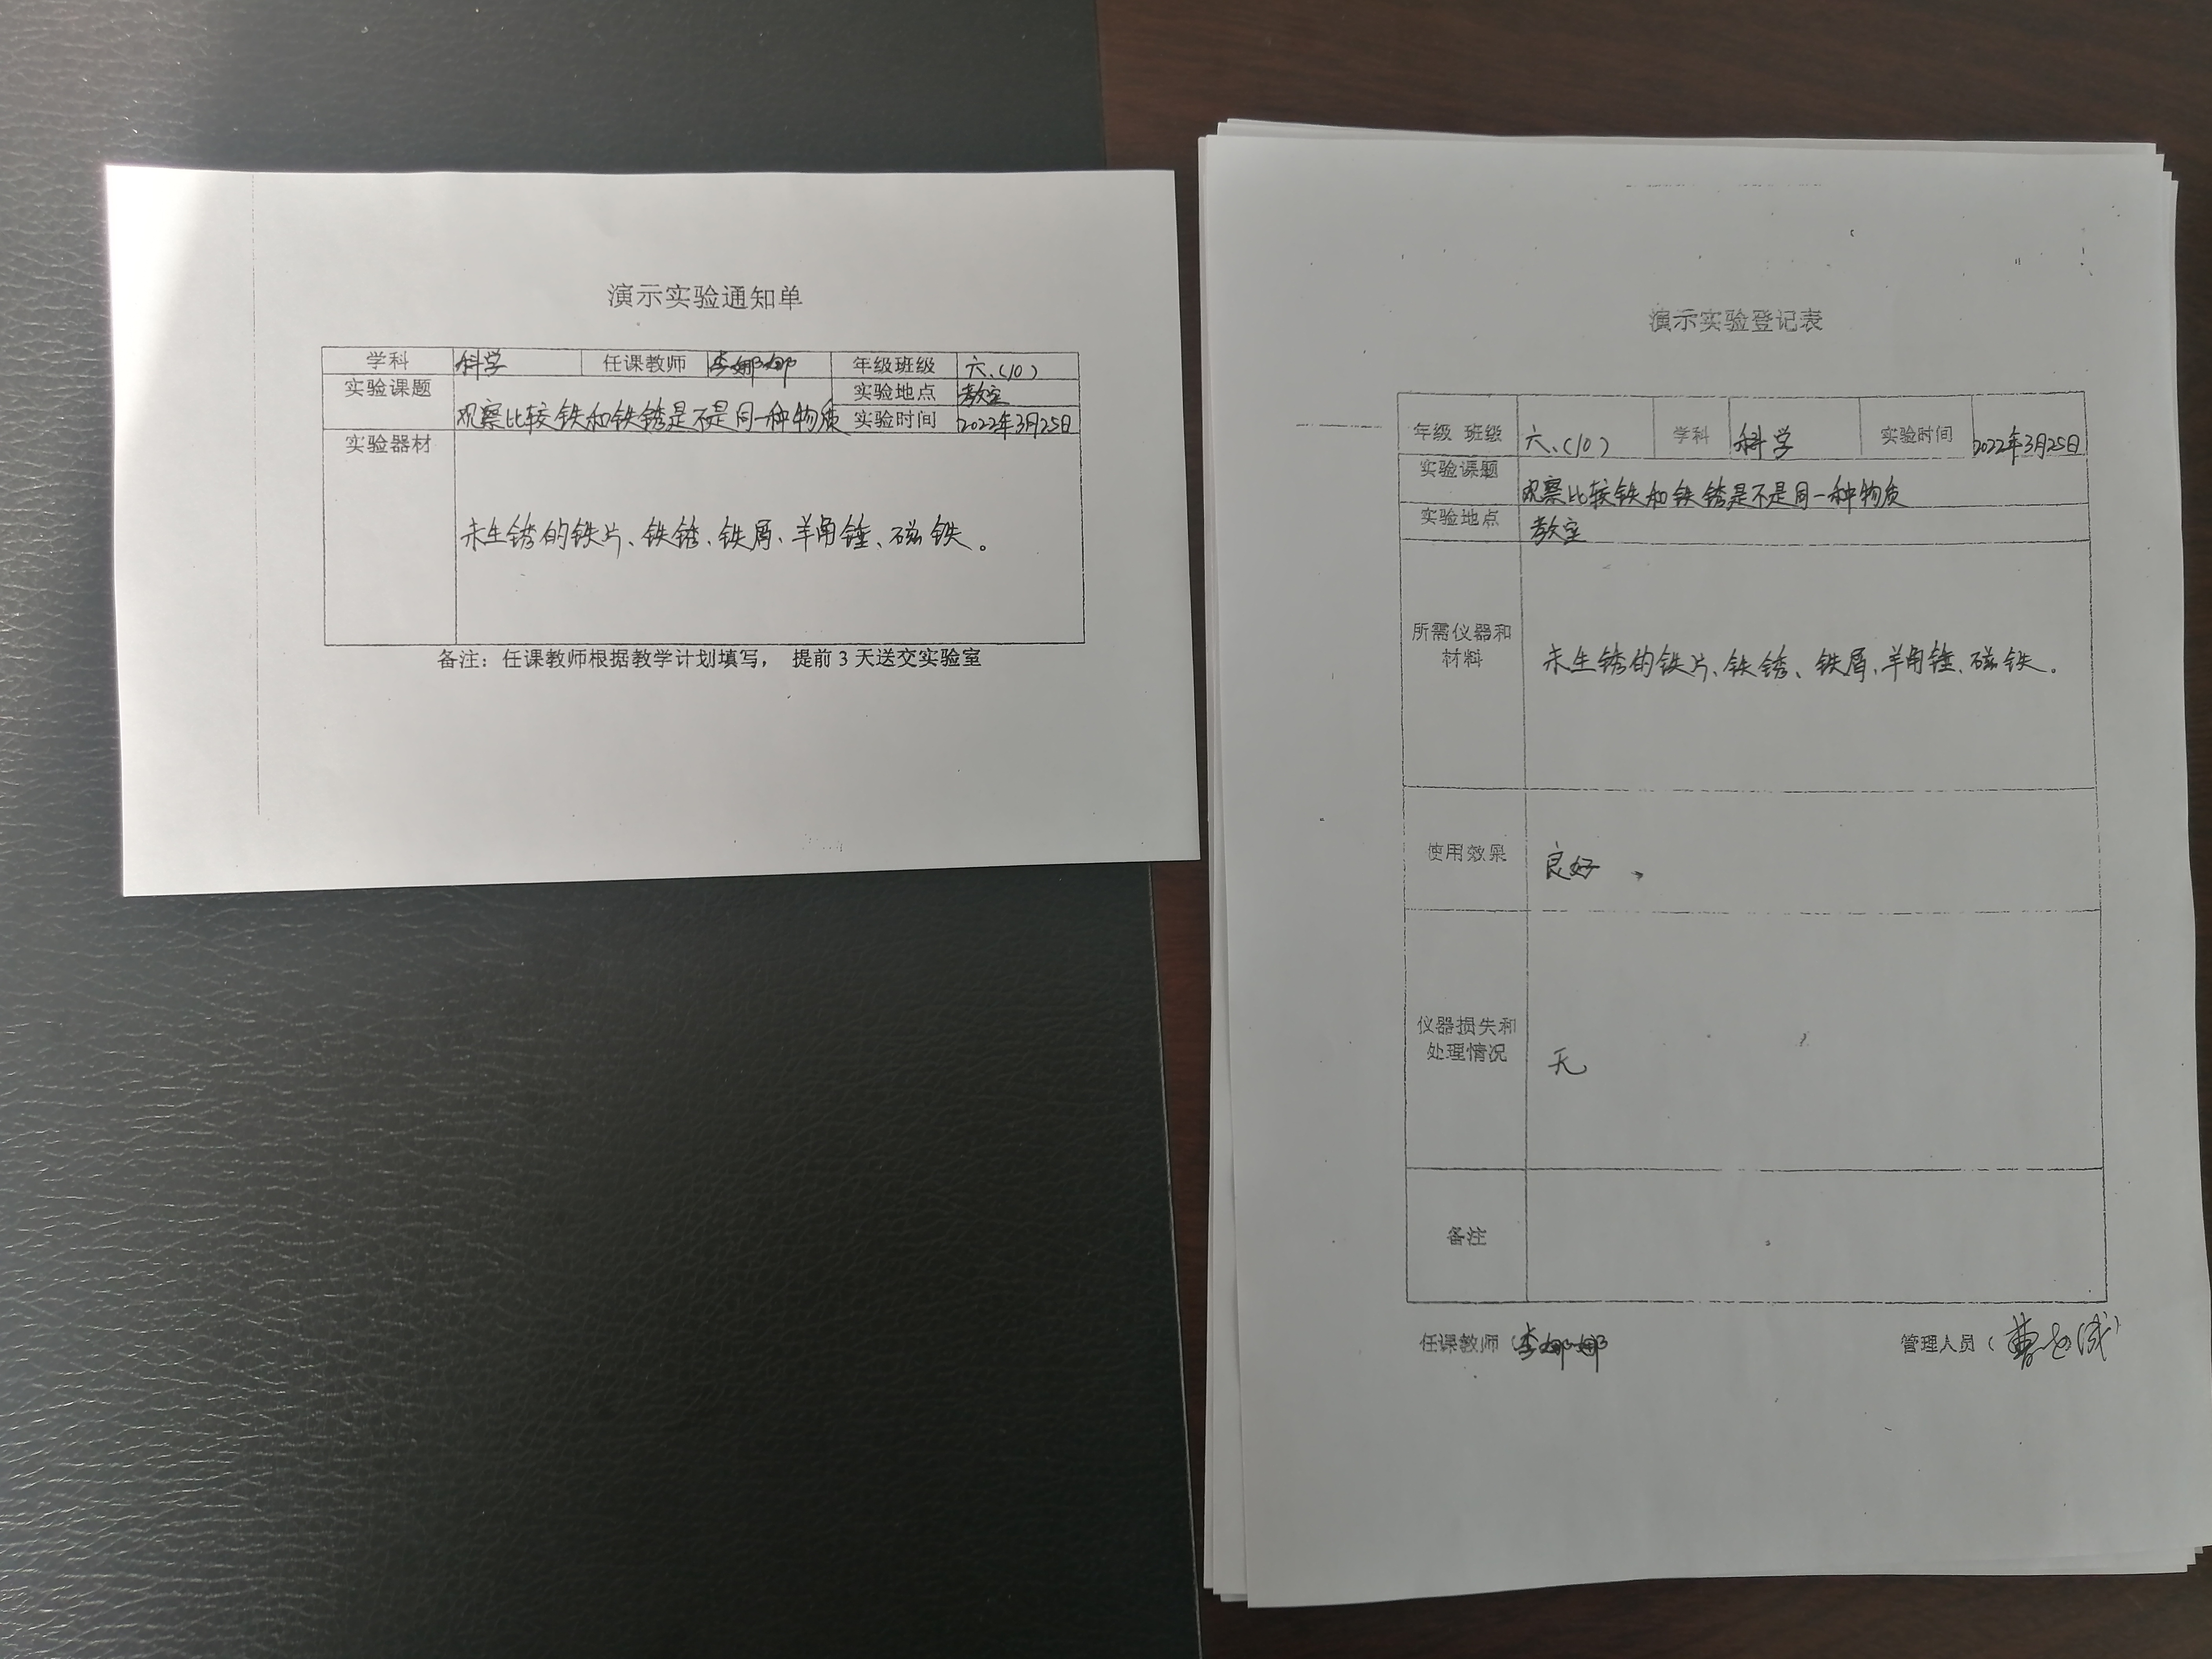 演示实验通知单
学科 科学 任课教师 李娜娜 年级班级 六.(10)
实验课题 观察比较铁和铁锈是不是同一种物质 实验地点 教室
实验时间 2022年3月25日
实验器材 未生锈的铁片、铁锈、铁屑、羊角锤、磁铁。
备注：任课教师根据教学计划填写， 提前 3 天送交实验室
演示实验登记表
年级 班级 六.(10) 学科 科学 实验时间 2022年3月25日
实验课题 观察比较铁和铁锈是不是同一种物质
实验地点 教室
所需仪器和
材料
未生锈的铁片、铁锈、铁屑、羊角锤、磁铁。
使用效果 良好、
仪器损失和
处理情况
无
备注
任课教师（李娜娜 管理人员（曹